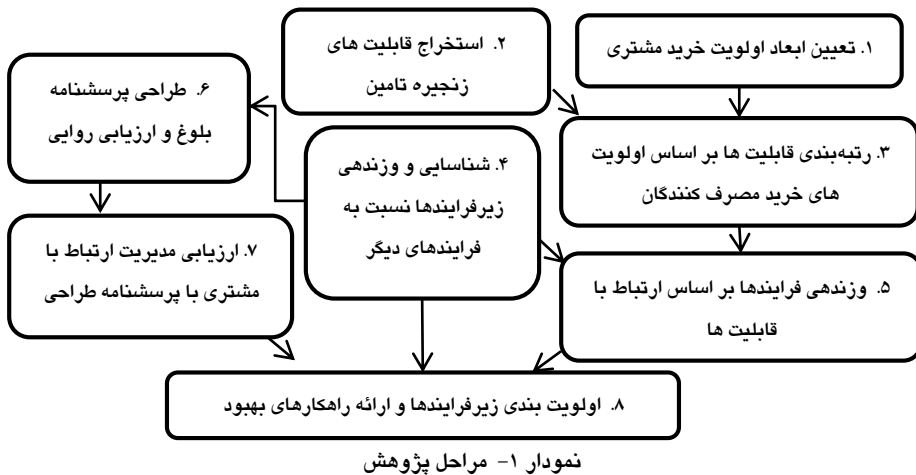 ۱. تعیین ابعاد اولویت خرید مشتری
۲. استخراج قابلیت های
زنجیره تامین
۳. رتبه‌بندی قابلیت ها بر اساس اولویت
های خرید مصرف کنندگان
۴. شناسایی و وزندهی
زیرفرایندها نسبت به
فرایندهای دیگر
۵. وزندهی فرایندها بر اساس ارتباط با
قابلیت ها
۶. طراحی پرسشنامه
بلوغ و ارزیابی روایی
۷. ارزیابی مدیریت ارتباط با
مشتری با پرسشنامه طراحی
۸. اولویت بندی زیرفرایندها و ارائه راهکارهای بهبود
نمودار ۱- مراحل پژوهش